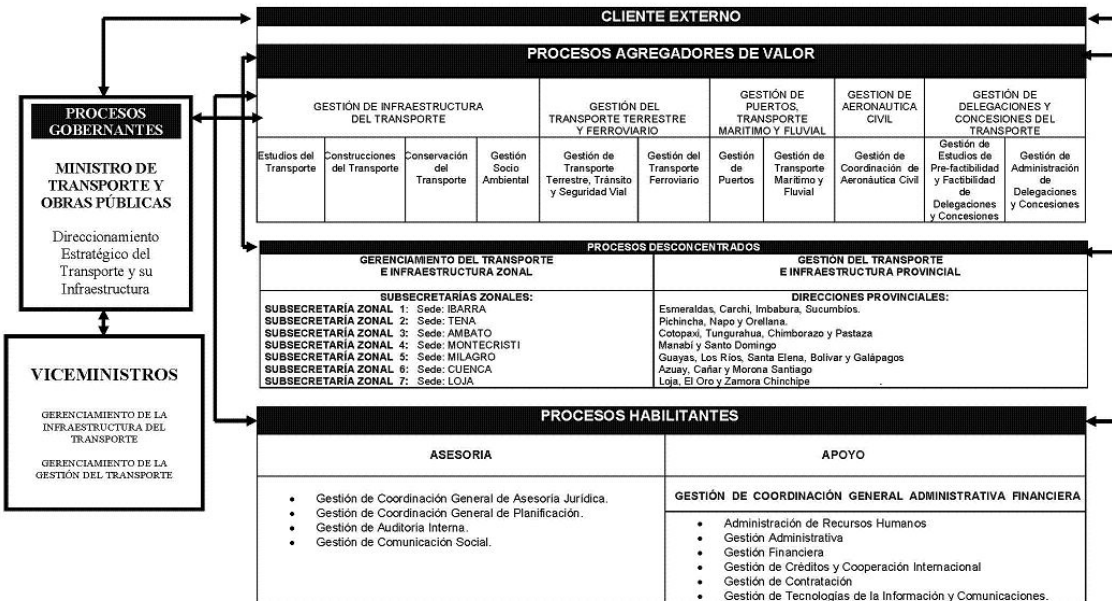 CLIENTE EXTERNO
PROCESOS AGREGADORES DE VALOR
GESTIÓN DE INFRAESTRUCTURA
DEL TRANSPORTE
GESTIÓN DEL
TRANSPORTE TERRESTRE
Y FERROVIARIO
GESTIÓN DE
PUERTOS,
TRANSPORTE
MARITIMO Y FLUVIAL
GESTION DE
AERONAUTICA
CIVIL
GESTIÓN DE
DELEGACIONES Y
CONCESIONES DEL
TRANSPORTE
Estudios del
Transporte
Construcciones
del Transporte
Conservación
del
Transporte
Gestión
Socio
Ambiental
Gestión de
Transporte
Terrestre, Tránsito
y Seguridad Vial
Gestión del
Transporte
Ferroviario
Gestión
de
Puertos
Gestión de
Transporte
Marítimo y
Fluvial
Gestión de
Coordinación de
Aeronáutica Civil
Gestión de
Estudios de
Pre-factibilidad
y Factibilidad
de
Delegaciones
y Concesiones
Gestión de
Administración
de
Delegaciones
y Concesiones
PROCESOS
GOBERNANTES
MINISTRO DE
TRANSPORTE Y
OBRAS PÚBLICAS
Direccionamiento
Estratégico del
Transporte y su
Infraestructura
VICEMINISTROS
GERENCIAMIENTO DE LA
INFRAESTRUCTURA DEL
TRANSPORTE
GERENCIAMIENTO DE LA
GESTIÓN DEL TRANSPORTE
PROCESOS DESCONCENTRADOS
GERENCIAMIENTO DEL TRANSPORTE
E INFRAESTRUCTURA ZONAL
GESTIÓN DEL TRANSPORTE
E INFRAESTRUCTURA PROVINCIAL
SUBSECRETARÍAS ZONALES:
SUBSECRETARÍA ZONAL 1: Sede: IBARRA
SUBSECRETARÍA ZONAL 2: Sede: TENA
SUBSECRETARÍA ZONAL 3: Sede: AMBATO
SUBSECRETARÍA ZONAL 4: Sede: MONTECRISTI
SUBSECRETARÍA ZONAL 5: Sede: MILAGRO
SUBSECRETARÍA ZONAL 6: Sede: CUENCA
SUBSECRETARÍA ZONAL 7: Sede: LOJA
DIRECCIONES PROVINCIALES:
Esmeraldas, Carchi, Imbabura, Sucumbíos.
Pichincha, Napo y Orellana.
Cotopaxi, Tungurahua, Chimborazo y Pastaza
Manabí y Santo Domingo
Guayas, Los Ríos, Santa Elena, Bolívar y Galápagos
Azuay, Cañar y Morona Santiago
Loja, El Oro y Zamora Chinchipe .
PROCESOS HABILITANTES
ASESORIA
• Gestión de Coordinación General de Asesoría Jurídica.
• Gestión de Coordinación General de Planificación.
• Gestión de Auditoria Interna.
• Gestión de Comunicación Social.
APOYO
GESTIÓN DE COORDINACIÓN GENERAL ADMINISTRATIVA FINANCIERA
• Administración de Recursos Humanos
• Gestión Administrativa
• Gestión Financiera
• Gestión de Créditos y Cooperación Internacional
• Gestión de Contratación
• Gestión de Tecnologías de la Información y Comunicaciones.